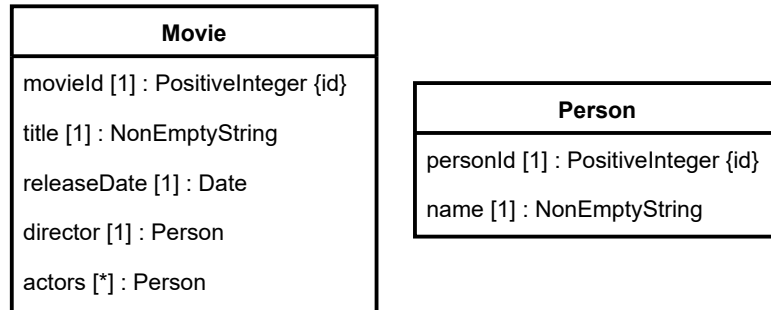 Movie
movieId [1] : PositiveInteger {id}
title [1] : NonEmptyString
releaseDate [1] : Date
director [1] : Person
actors [*] : Person
Person
personId [1] : PositiveInteger {id}
name [1] : NonEmptyString